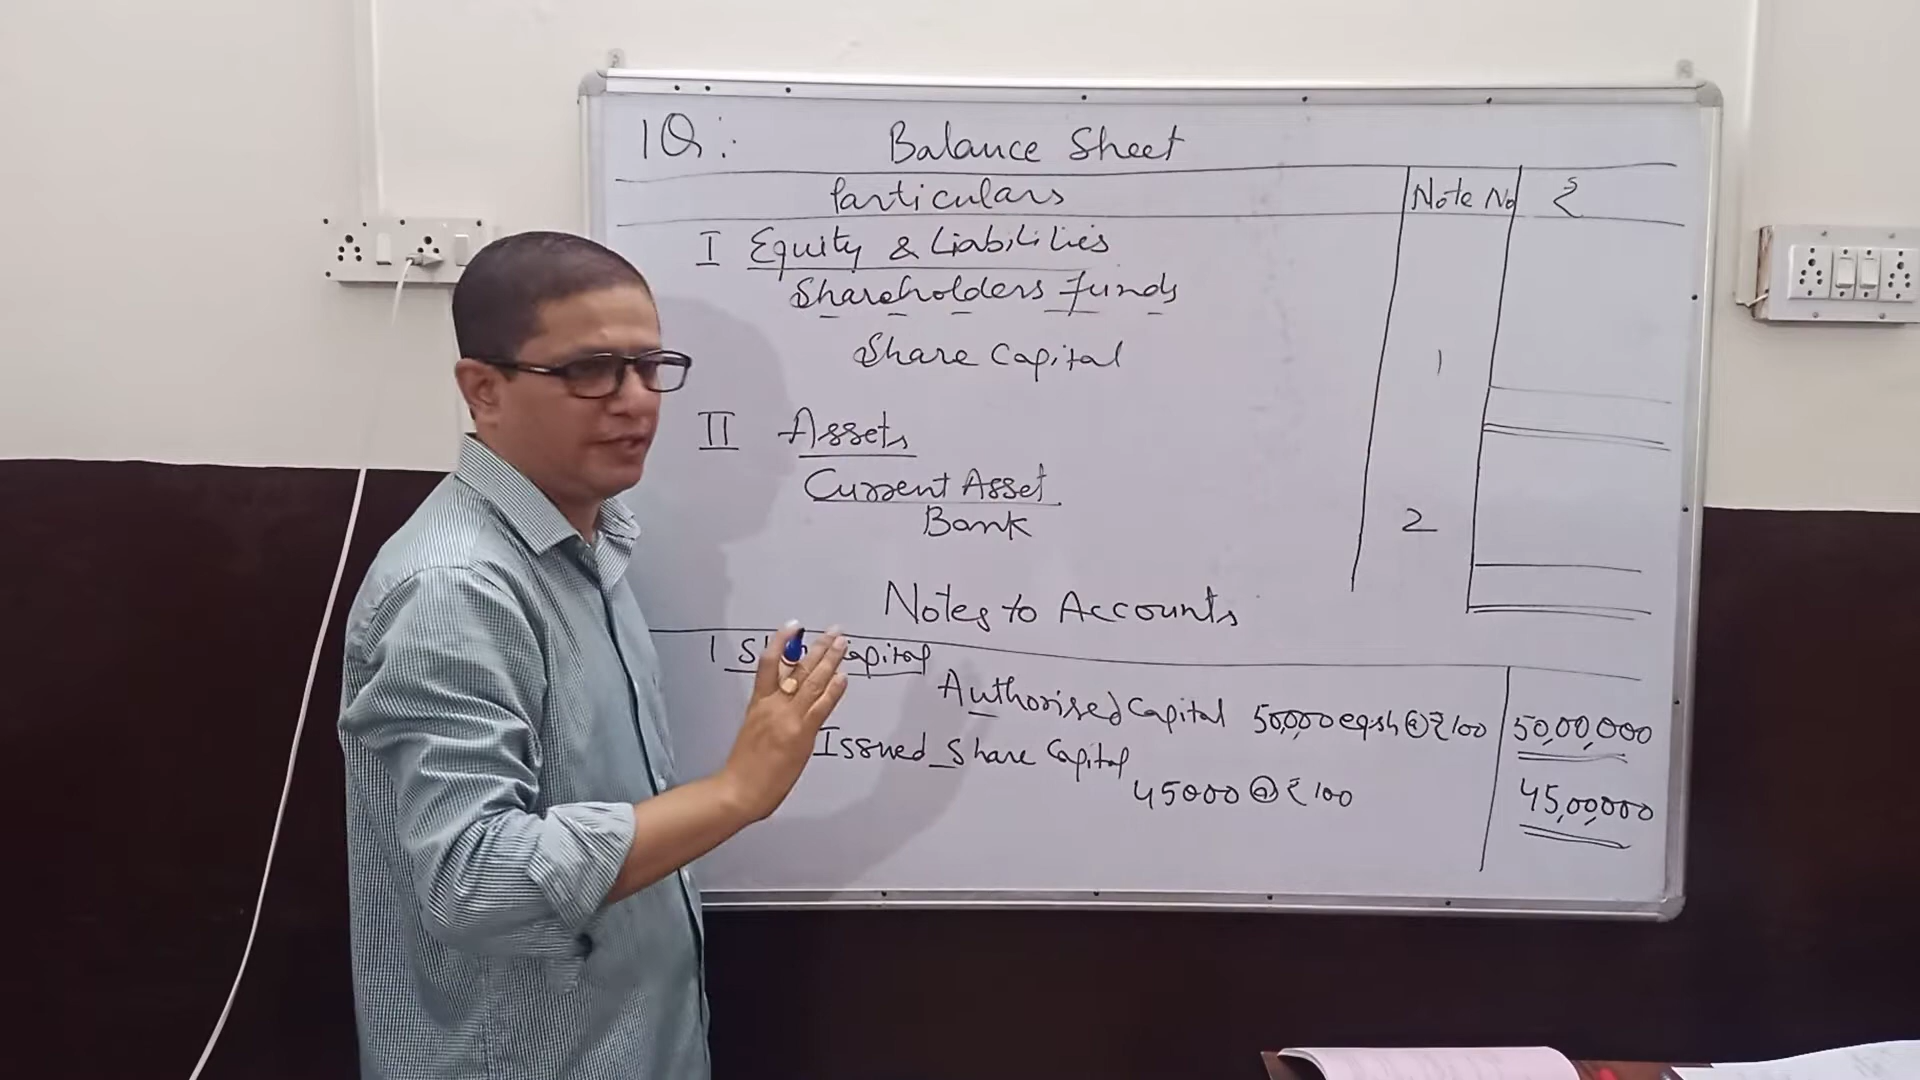 1Q:
Balance Sheet
Particulars Note No ₹
I Equity & Liabilities
Shareholders funds
Share Capital 1
II Assets
Current Asset
Bank 2
Notes to Accounts
1 Capital
Authorised Capital 50,000 eqsh @ ₹100 50,00,000
Issued Share Capital
45000 @ ₹100 45,00,000